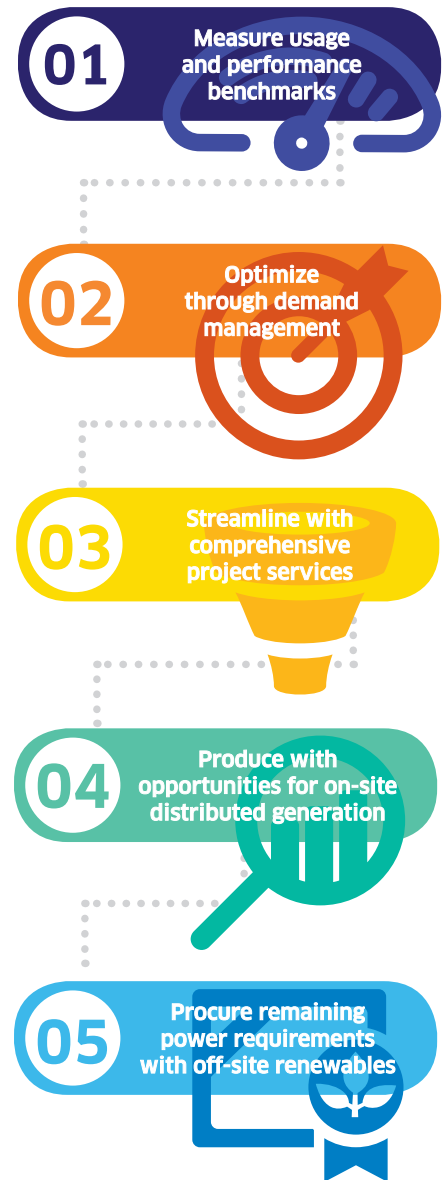 01
Measure usage
and performance
benchmarks
02
Optimize
through demand
management
03
Streamline with
comprehensive
project services
04
Produce with
opportunities for on-site
distributed generation
05
Procure remaining
power requirements
with off-site renewables